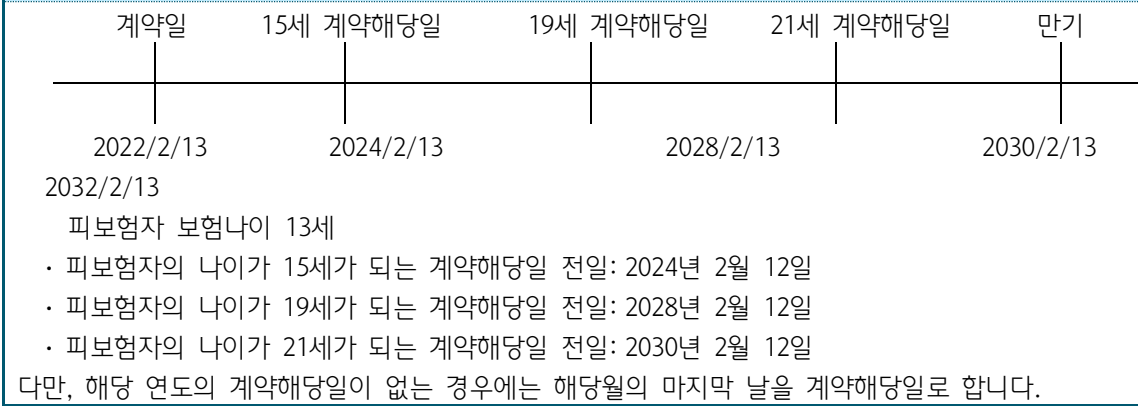 계약일 15세 계약해당일 19세 계약해당일 21세 계약해당일 만기
2022/2/13 2024/2/13 2028/2/13 2030/2/13
2032/2/13
피보험자 보험나이 13세
· 피보험자의 나이가 15세가 되는 계약해당일 전일: 2024년 2월 12일
· 피보험자의 나이가 19세가 되는 계약해당일 전일: 2028년 2월 12일
· 피보험자의 나이가 21세가 되는 계약해당일 전일: 2030년 2월 12일
다만, 해당 연도의 계약해당일이 없는 경우에는 해당월의 마지막 날을 계약해당일로 합니다.